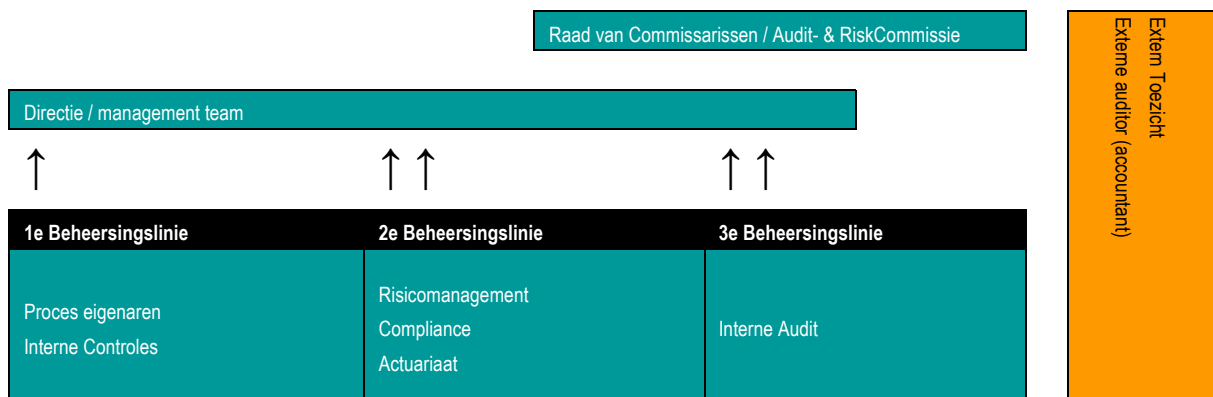 Raad van Commissarissen / Audit- & RiskCommissie
Directie / management team
↑ ↑ ↑ ↑ ↑
1e Beheersingslinie 2e Beheersingslinie 3e Beheersingslinie
Proces eigenaren
Interne Controles
Risicomanagement
Compliance
Actuariaat
Interne Audit
Extern Toezicht
Externe auditor (accountant)